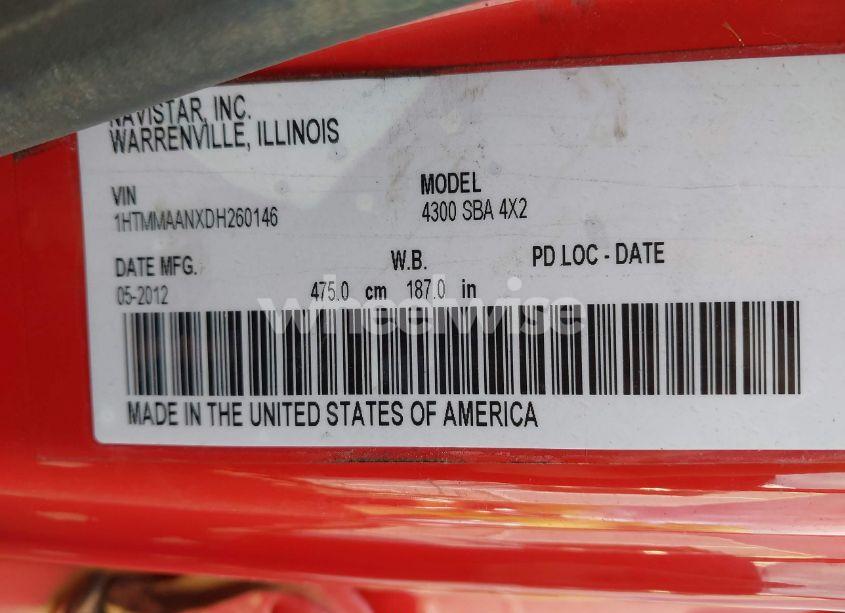 NAVISTAR, INC.
WARRENVILLE, ILLINOIS
VIN
1HTMMAANXDH260146
MODEL
4300 SBA 4X2
DATE MFG.
05-2012
W.B.
475.0 cm 187.0 in
PD LOC - DATE
wheelwise
MADE IN THE UNITED STATES OF AMERICA